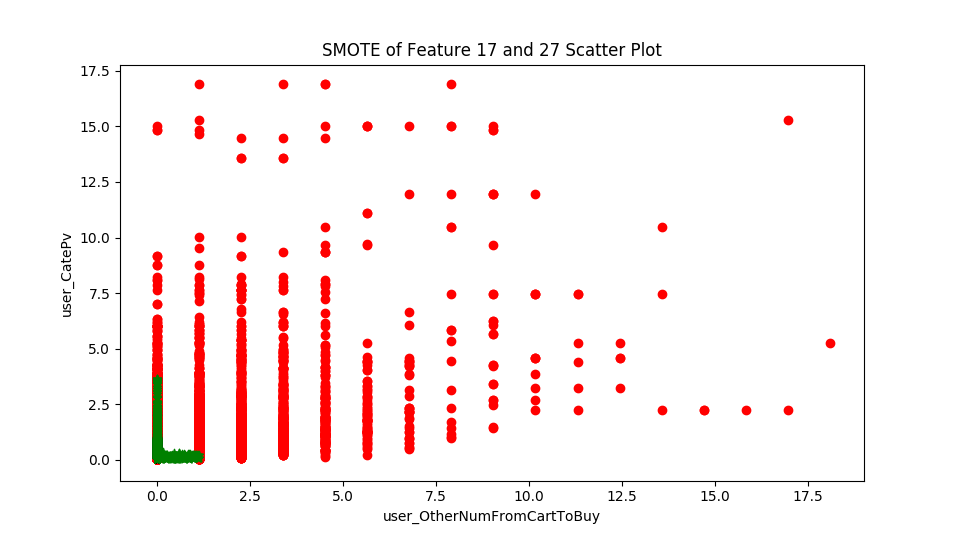 SMOTE of Feature 17 and 27 Scatter Plot
17.5
15.0
12.5
10.0
7.5
5.0
2.5
0.0
user_CatePv
0.0 2.5 5.0 7.5 10.0 12.5 15.0 17.5
user_OtherNumFromCartToBuy